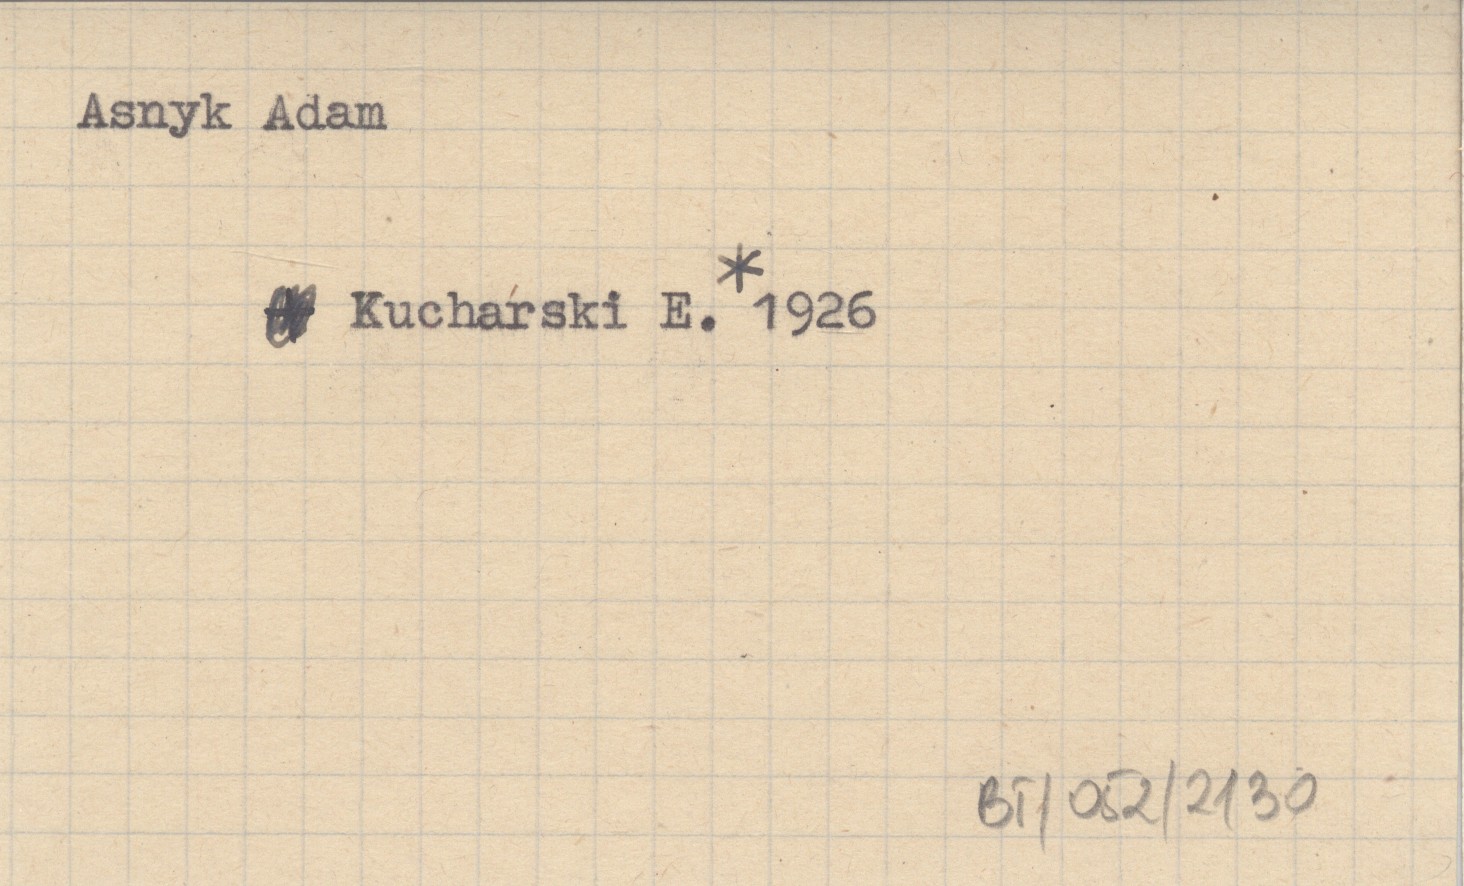 Asnyk Adam
Kucharski E.* 1926
BT/052/2130